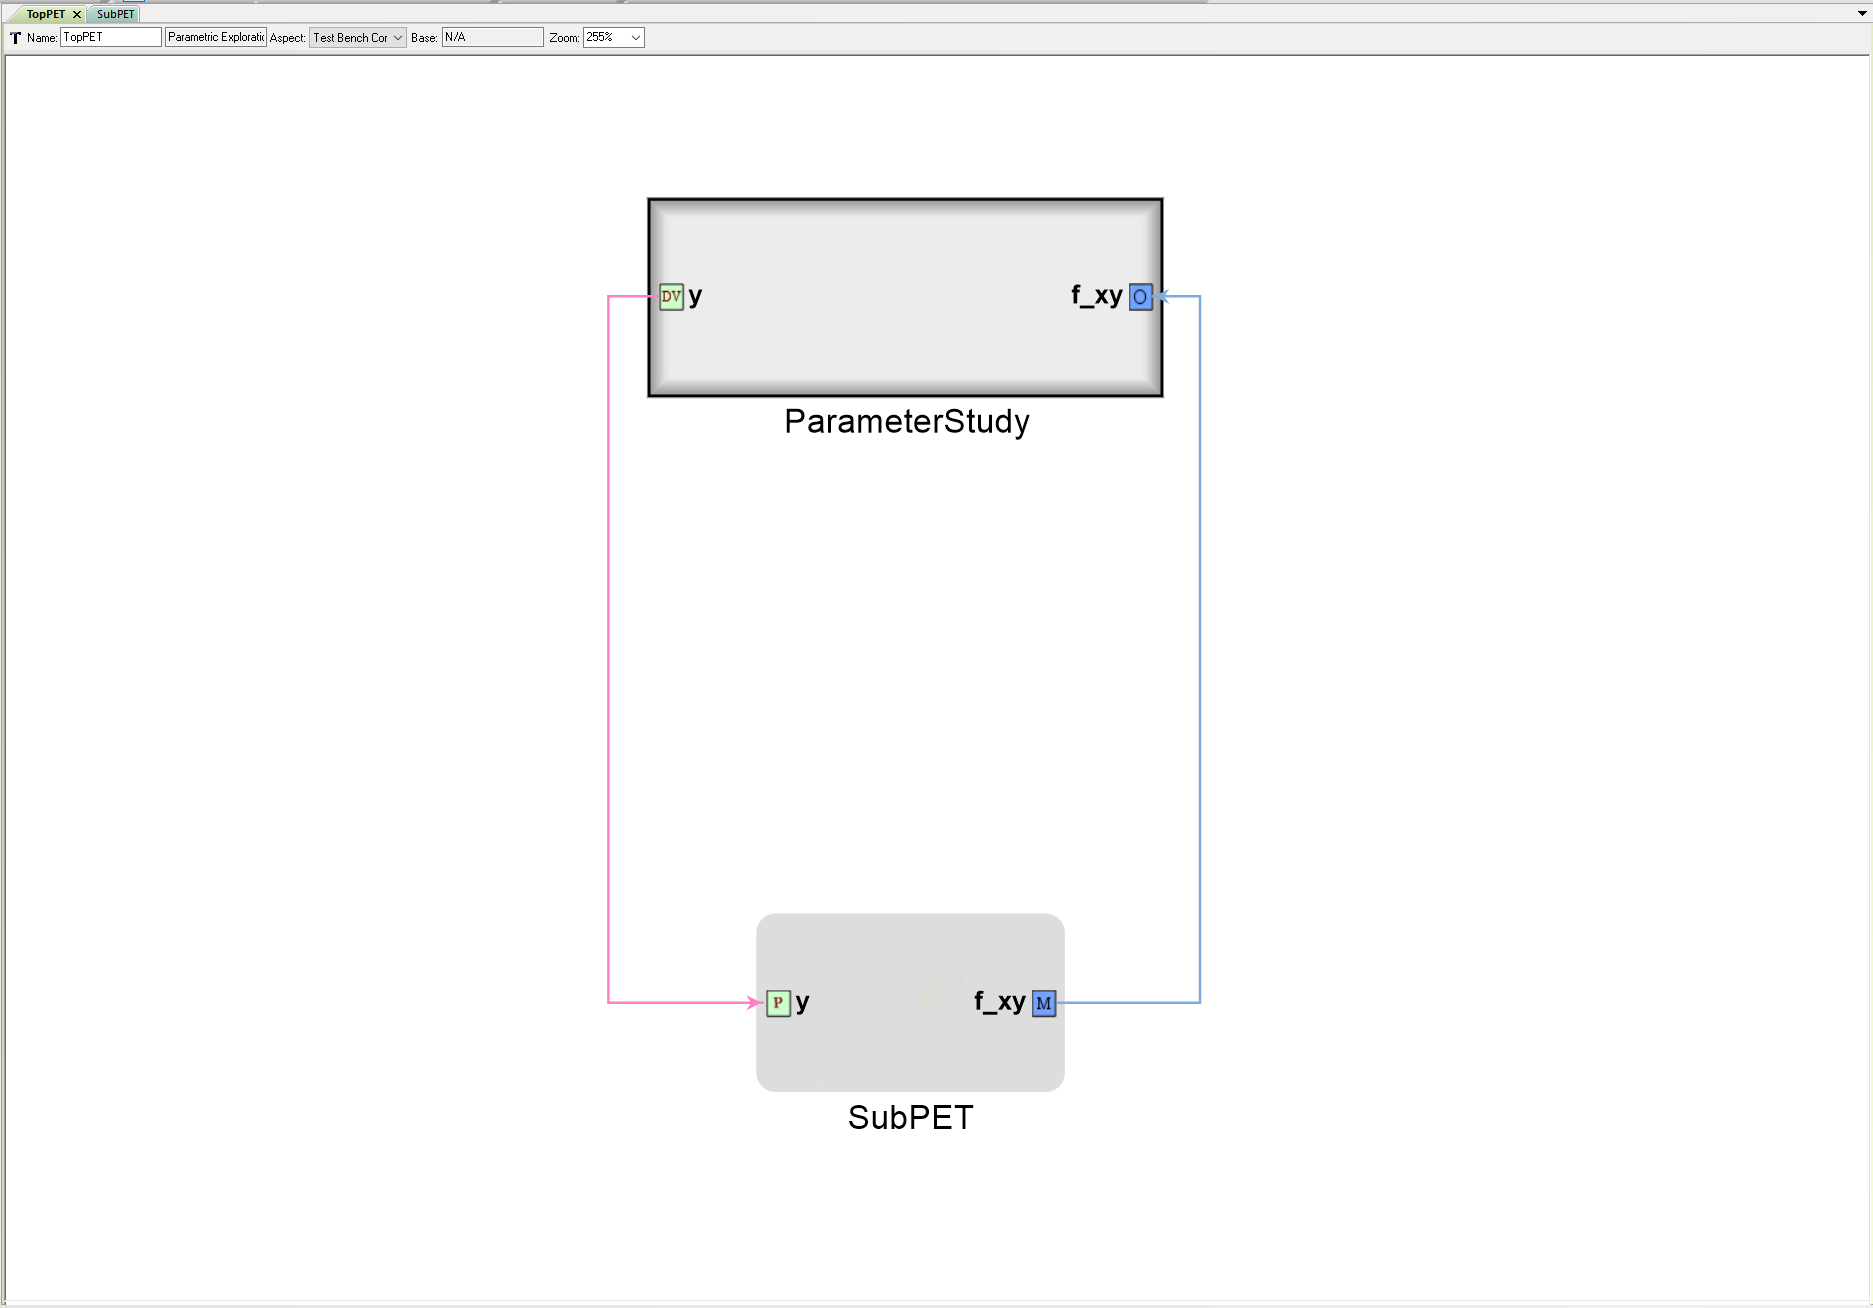 TopPET SubPET
T Name: TopPET Parametric Exploratic Aspect: Test Bench Cor Base: N/A Zoom: 255%
DV y f_xy O
ParameterStudy
P y f_xy M
SubPET